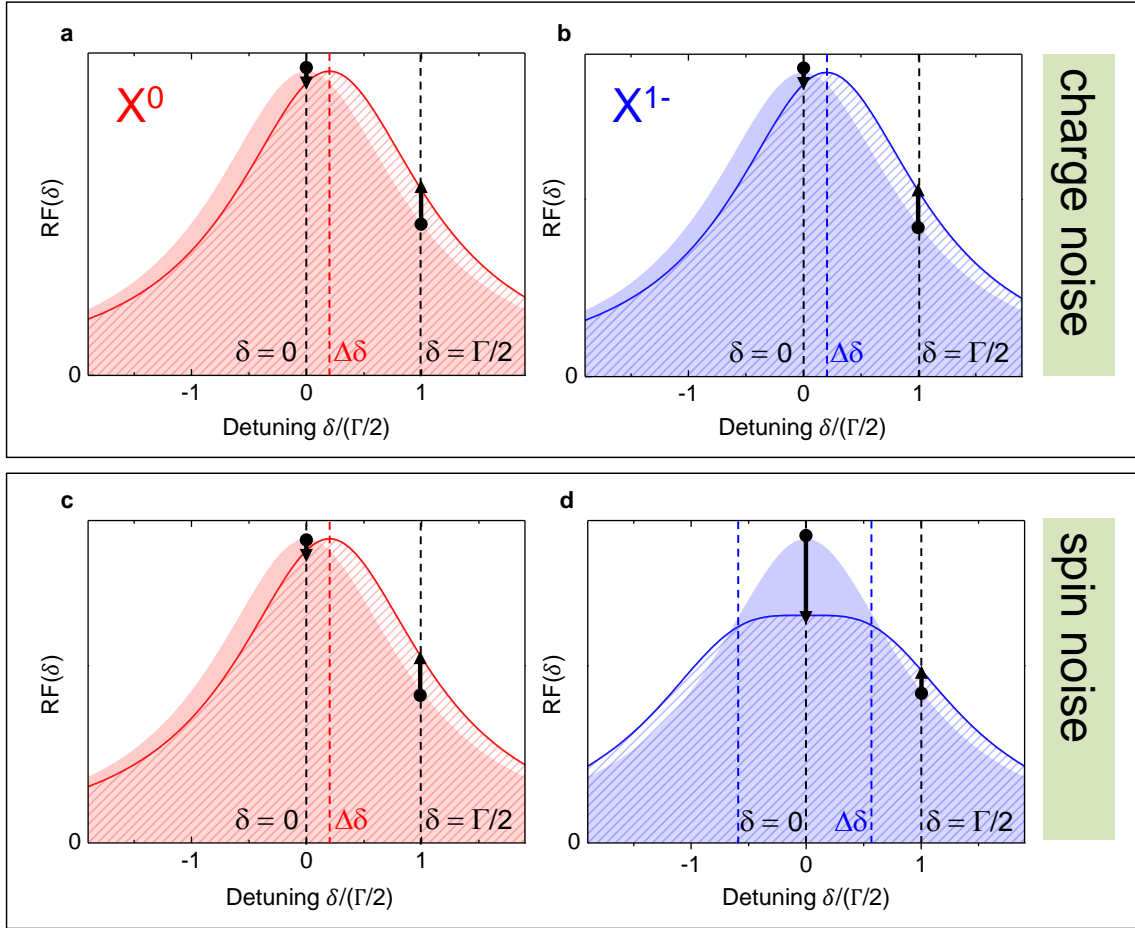 a
X⁰
RF(δ)
0
δ = 0
Δδ
δ = Γ/2
-1
0
1
Detuning δ/(Γ/2)
b
X¹⁻
RF(δ)
0
δ = 0
Δδ
δ = Γ/2
-1
0
1
Detuning δ/(Γ/2)
charge noise
c
RF(δ)
0
δ = 0
Δδ
δ = Γ/2
-1
0
1
Detuning δ/(Γ/2)
d
RF(δ)
0
δ = 0
Δδ
δ = Γ/2
-1
0
1
Detuning δ/(Γ/2)
spin noise